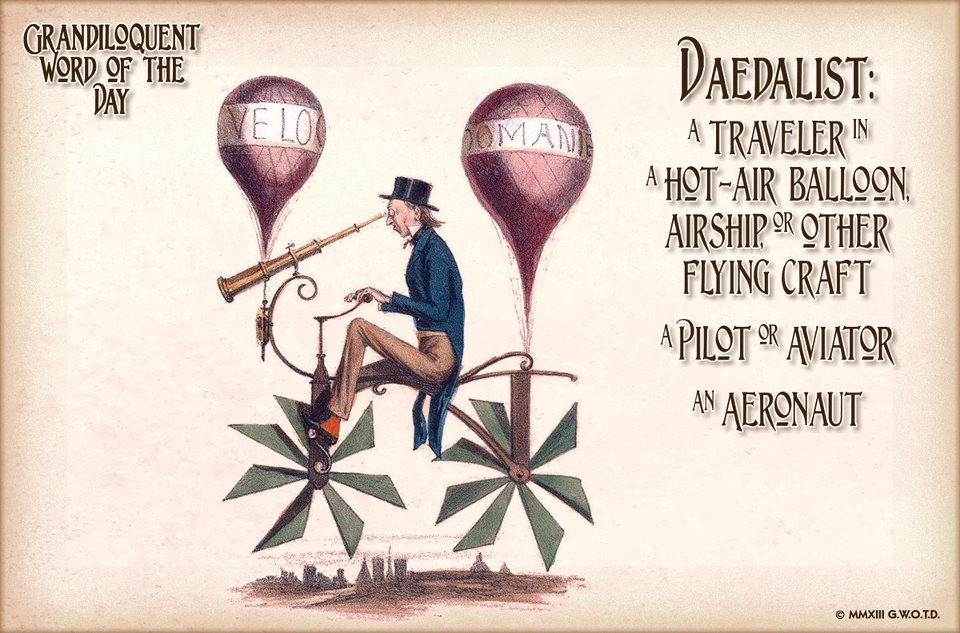 Grandiloquent
Word of the
Day
Daedalist:
A Traveler in
A Hot-Air Balloon,
Airship, or Other
Flying Craft
A Pilot or Aviator
An Aeronaut
VELOC
DOMANIE
© MMXIII G.W.O.T.D.